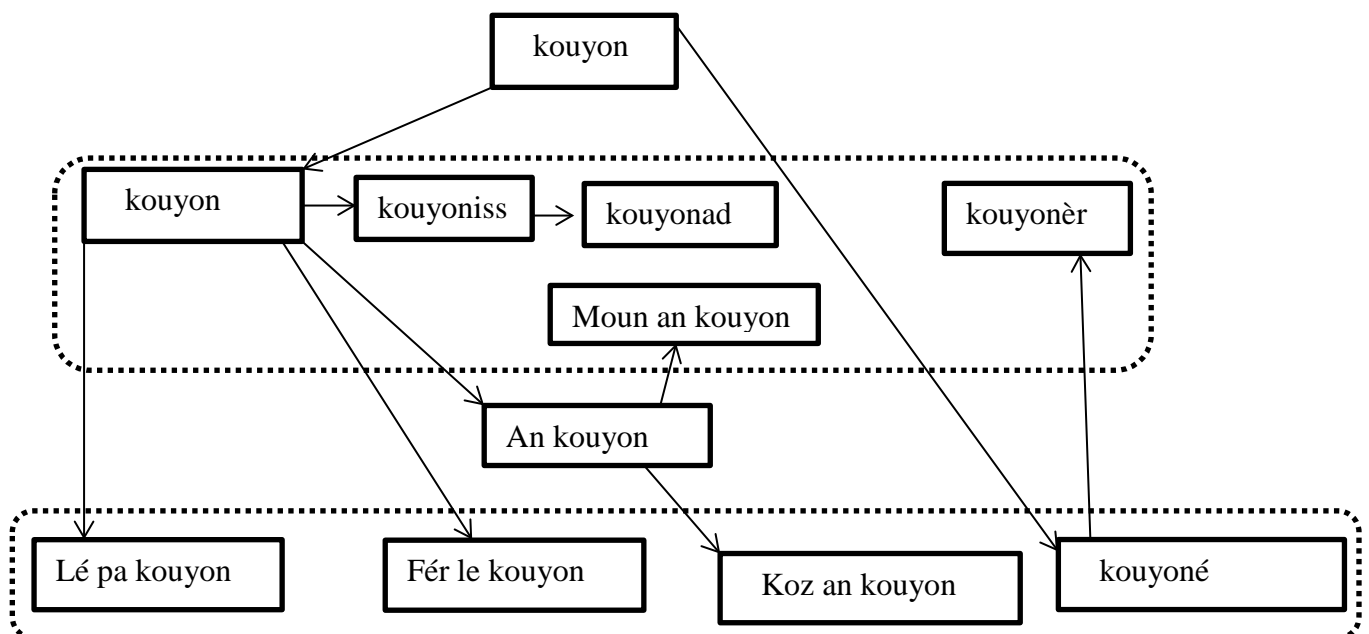 kouyon
kouyon
kouyoniss
kouyonad
kouyonèr
Moun an kouyon
An kouyon
Lé pa kouyon
Fér le kouyon
Koz an kouyon
kouyoné